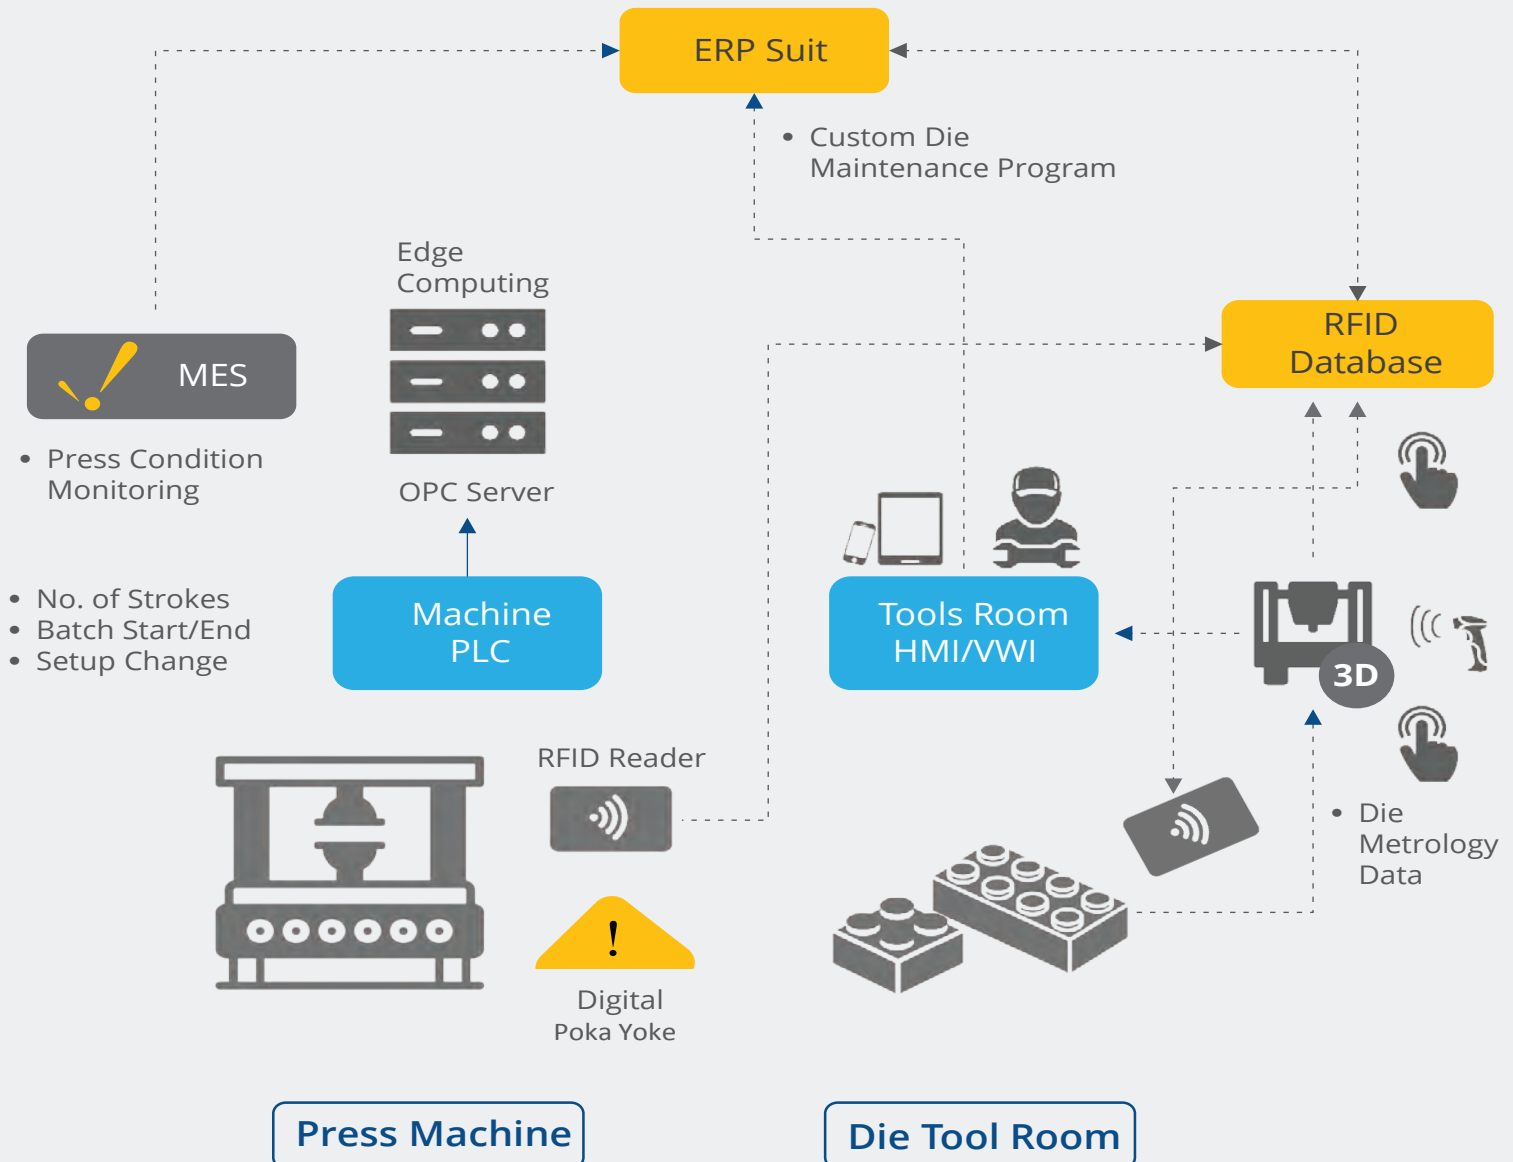 ERP Suit
• Custom Die
Maintenance Program
Edge
Computing
RFID
Database
MES
• Press Condition
Monitoring
OPC Server
• No. of Strokes
• Batch Start/End
• Setup Change
Machine
PLC
Tools Room
HMI/VWI
3D
RFID Reader
• Die
Metrology
Data
!
Digital
Poka Yoke
Press Machine
Die Tool Room